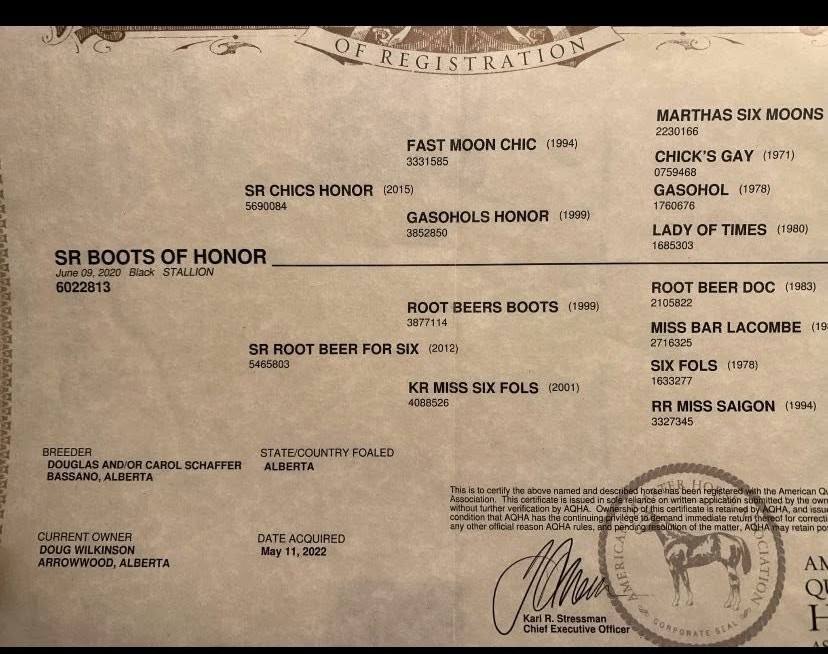 OF REGISTRATION
MARTHAS SIX MOONS
2230166
FAST MOON CHIC (1994)
3331585
CHICK'S GAY (1971)
0759468
SR CHICS HONOR (2015)
5690084
GASOHOL (1978)
1760676
GASOHOLS HONOR (1999)
3852850
LADY OF TIMES (1980)
1685303
SR BOOTS OF HONOR
June 09, 2020 Black STALLION
6022813
ROOT BEER DOC (1983)
2105822
ROOT BEERS BOOTS (1999)
3877114
MISS BAR LACOMBE
2716325
SR ROOT BEER FOR SIX (2012)
5465803
SIX FOLS (1978)
1633277
KR MISS SIX FOLS (2001)
4088526
RR MISS SAIGON (1994)
3327345
BREEDER
DOUGLAS AND/OR CAROL SCHAFFER
BASSANO, ALBERTA
STATE/COUNTRY FOALED
ALBERTA
CURRENT OWNER
DOUG WILKINSON
ARROWWOOD, ALBERTA
DATE ACQUIRED
May 11, 2022
This is to certify the above named and described horse has been registered with the American
Association. This certificate is issued in sole reliance on written application submitted by the
without further verification by AQHA. Ownership of this certificate is retained by AQHA, and
condition that AQHA has the continuing privilege to demand immediate return thereof for
any other official reason AQHA rules, and pending resolution of the matter, AQHA may retain
Karl R. Stressman
Chief Executive Officer
CORPORATE SEAL